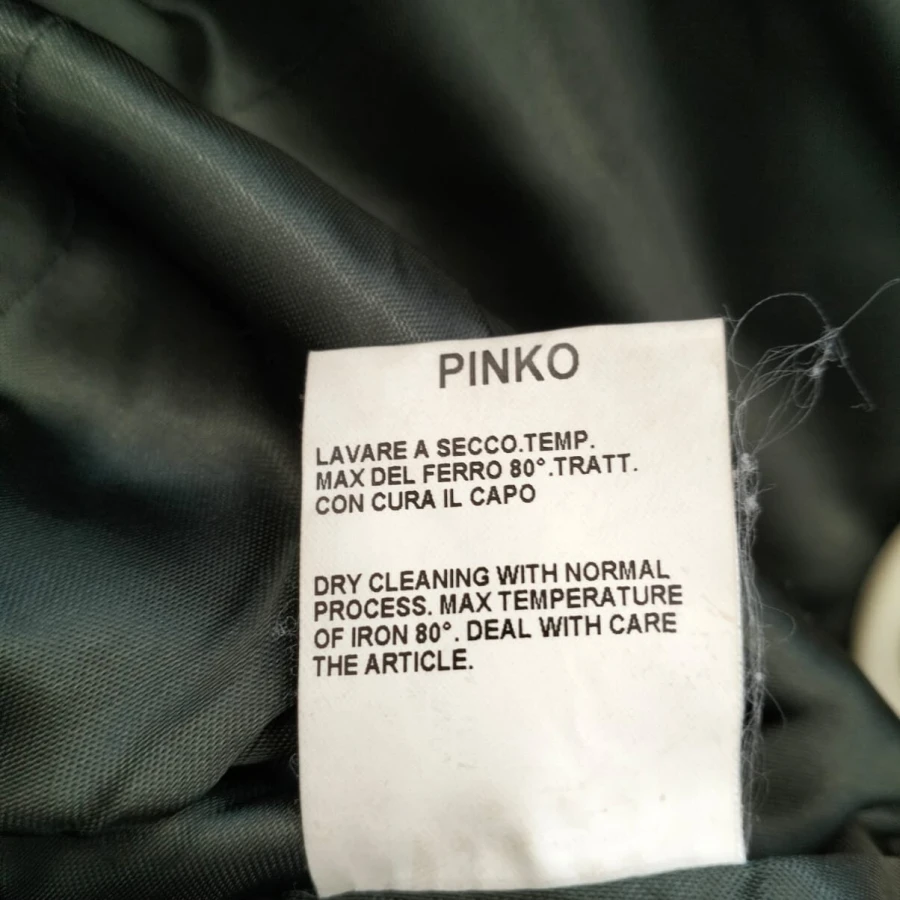 PINKO
LAVARE A SECCO.TEMP.
MAX DEL FERRO 80°.TRATT.
CON CURA IL CAPO
DRY CLEANING WITH NORMAL
PROCESS. MAX TEMPERATURE
OF IRON 80°. DEAL WITH CARE
THE ARTICLE.